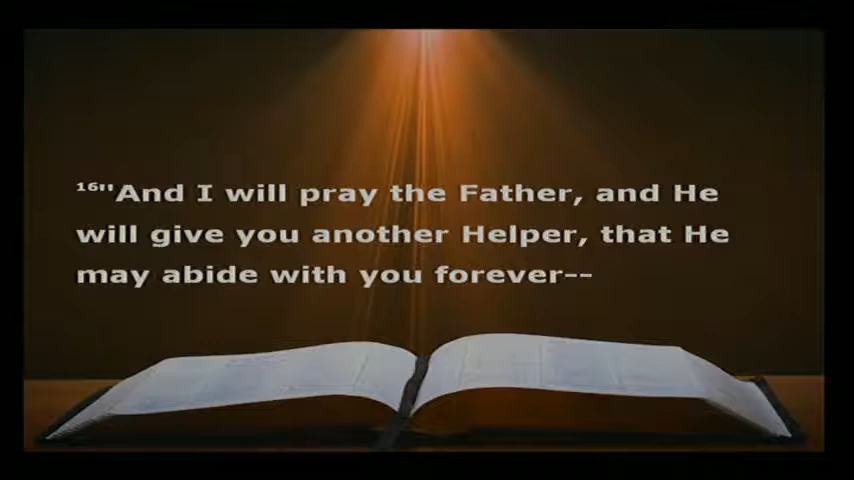 16"And I will pray the Father, and He
will give you another Helper, that He
may abide with you forever--